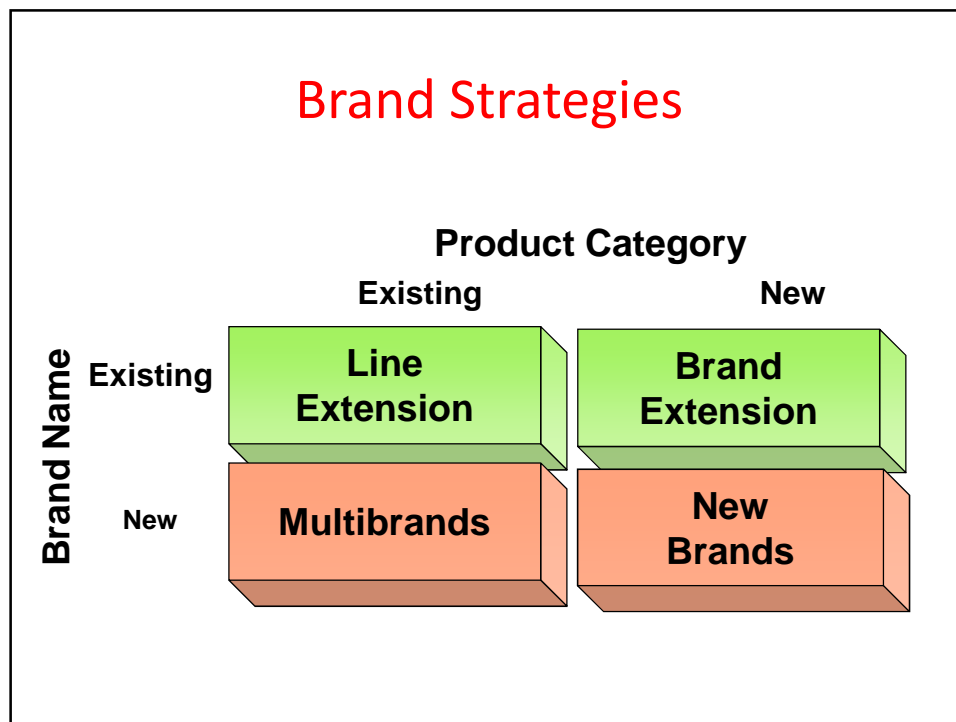 Brand Strategies
Product Category
Existing New
Brand Name
Existing
Line
Extension
Brand
Extension
New
Multibrands
New
Brands